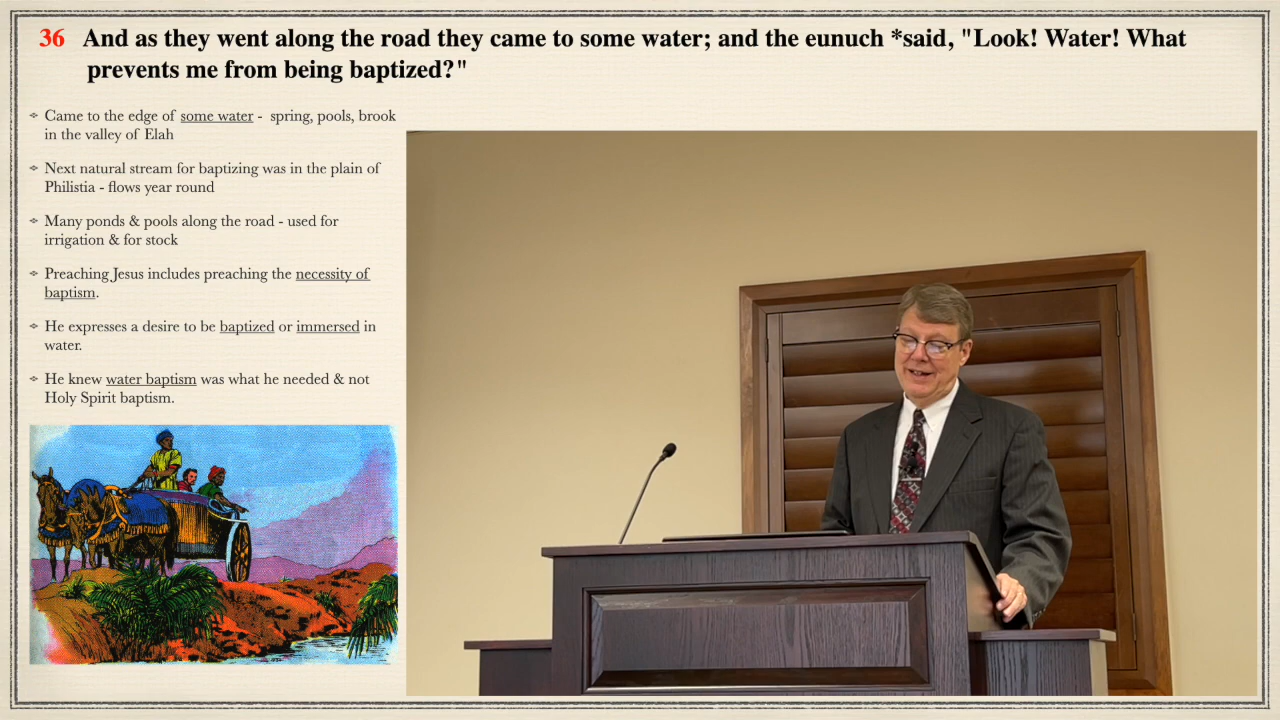 36 And as they went along the road they came to some water; and the eunuch *said, "Look! Water! What
prevents me from being baptized?"
Came to the edge of some water - spring, pools, brook
in the valley of Elah
Next natural stream for baptizing was in the plain of
Philistia - flows year round
Many ponds & pools along the road - used for
irrigation & for stock
Preaching Jesus includes preaching the necessity of
baptism.
He expresses a desire to be baptized or immersed in
water.
He knew water baptism was what he needed & not
Holy Spirit baptism.